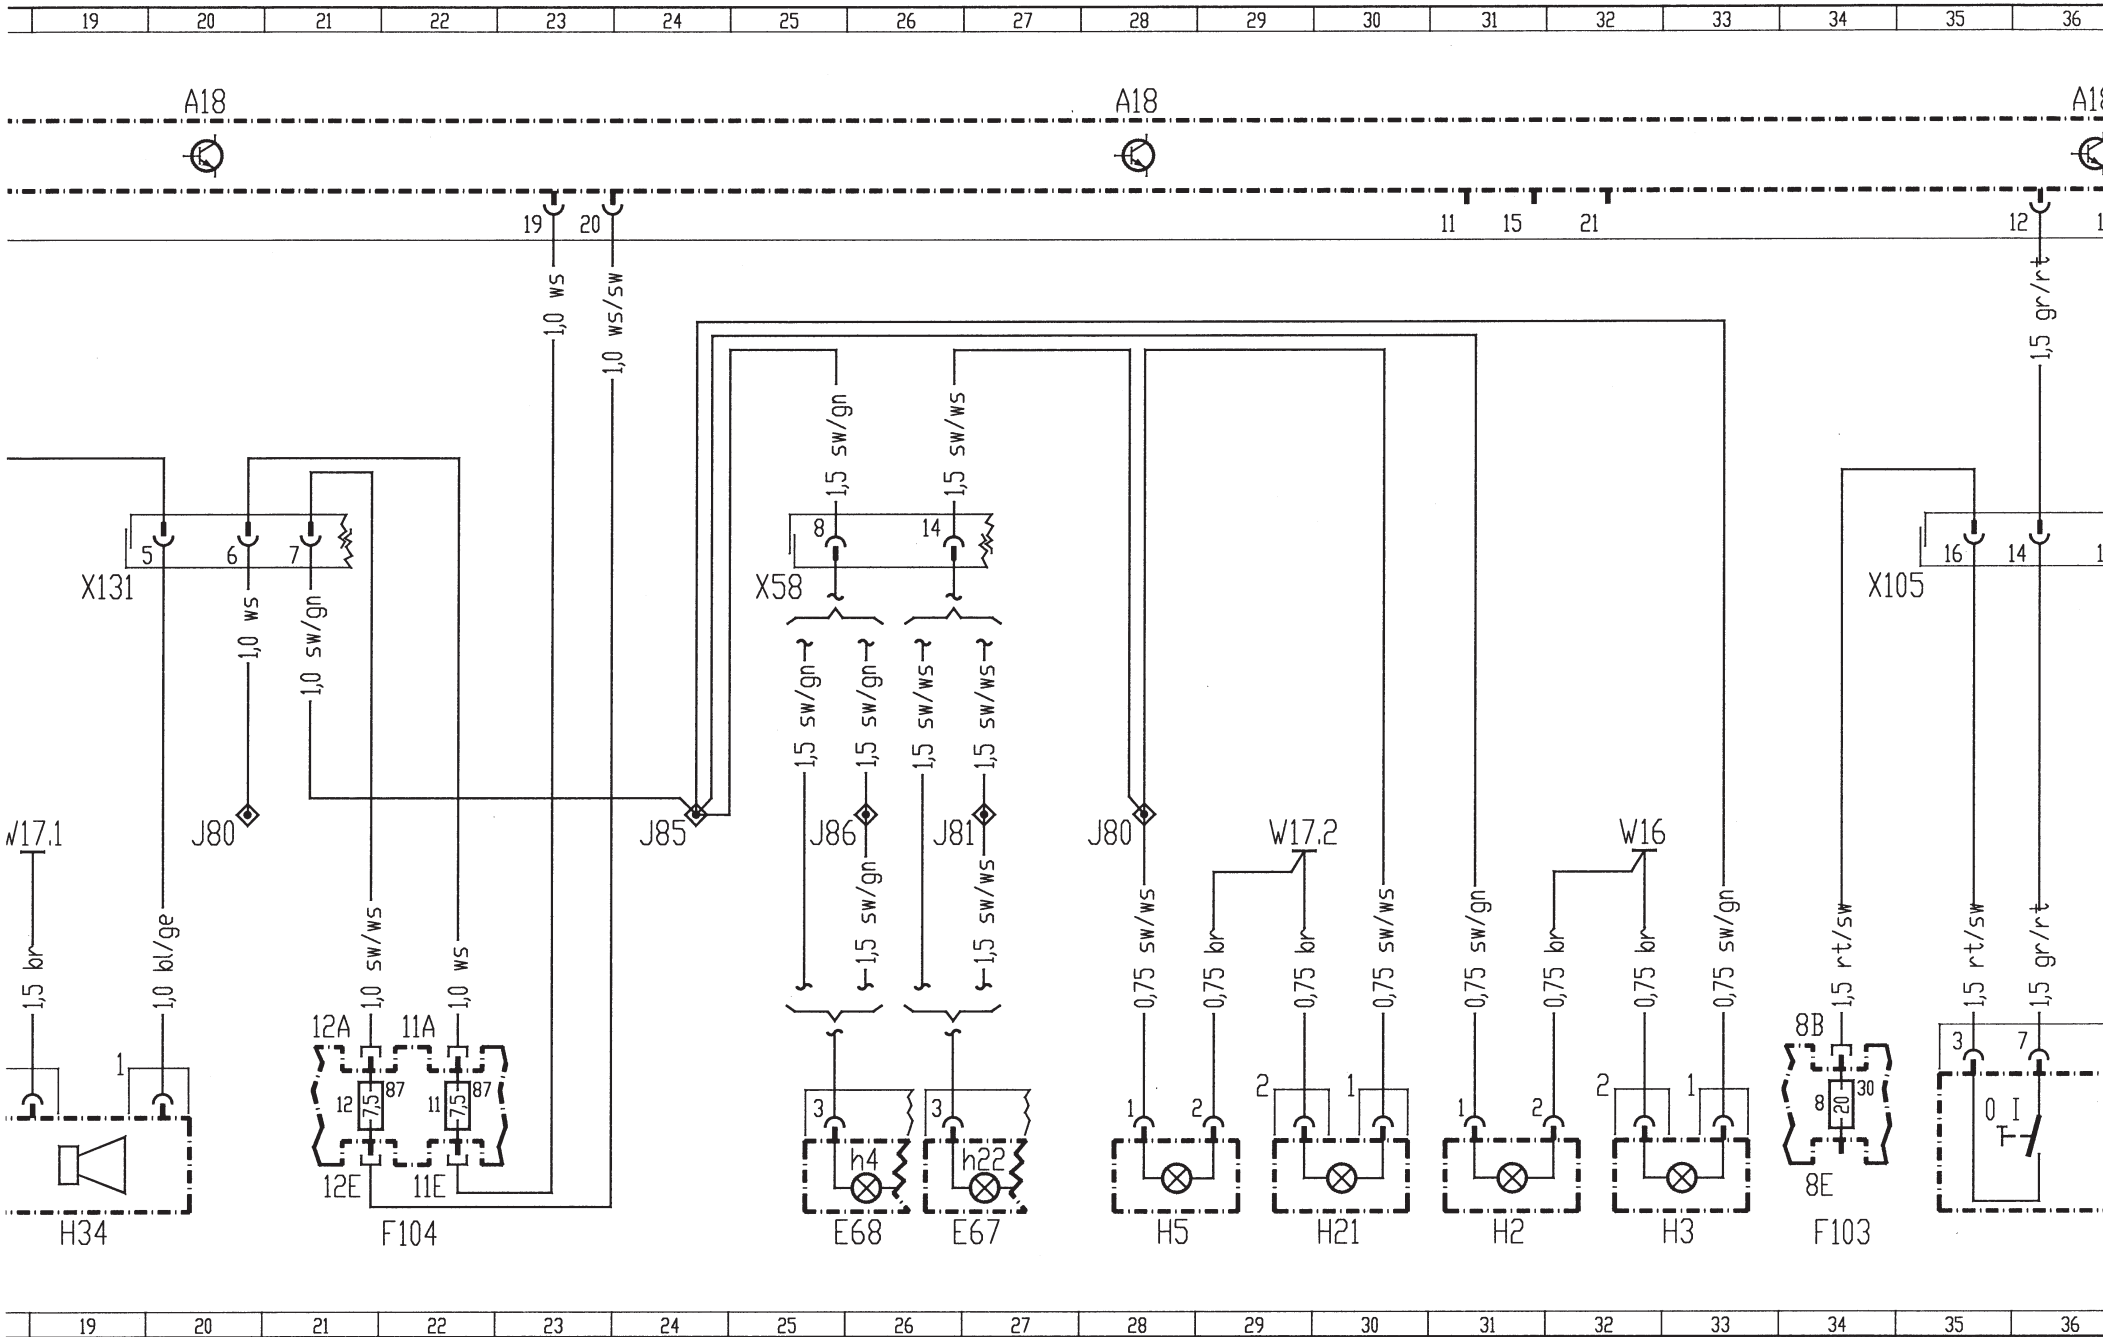 19 20 21 22 23 24 25 26 27 28 29 30 31 32 33 34 35 36
A18 A18 A18
19 20 11 15 21 12 1
1,0 ws
1,0 ws/sw
1,5 gr/rt
1,5 sw/gn
1,5 sw/ws
5 6 7
8 14
16 14 1
X131 X58 X105
1,0 ws
1,0 sw/gn
1,5 sw/gn
1,5 sw/gn
1,5 sw/ws
1,5 sw/ws
W17.1 J80 J85 J86 J81 J80 W17.2 W16
1,5 br
1,0 bl/ge
1,0 sw/ws
1,0 ws
1,5 sw/gn
1,5 sw/ws
0,75 sw/ws
0,75 br
0,75 br
0,75 sw/ws
0,75 sw/gn
0,75 br
0,75 br
0,75 sw/gn
1,5 rt/sw
1,5 rt/sw
1,5 gr/rt
12A 11A 8B
1 3 7
12 7,5 87 11 7,5 87
2 1 2 1
8 20 30
3 3 1 2 1 2
0 I
h4 h22
12E 11E 8E
H34 F104 E68 E67 H5 H21 H2 H3 F103
19 20 21 22 23 24 25 26 27 28 29 30 31 32 33 34 35 36